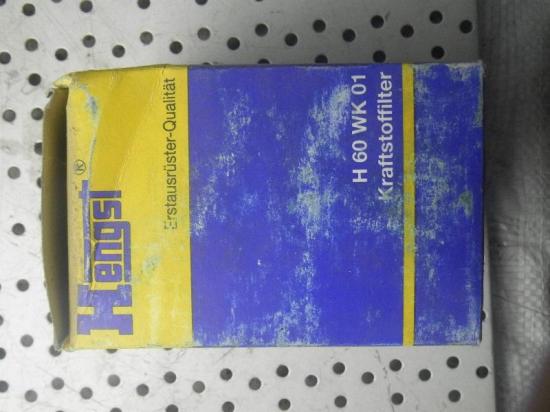 Hengst®
Erstausrüster-Qualität
H 60 WK 01
Kraftstoffilter